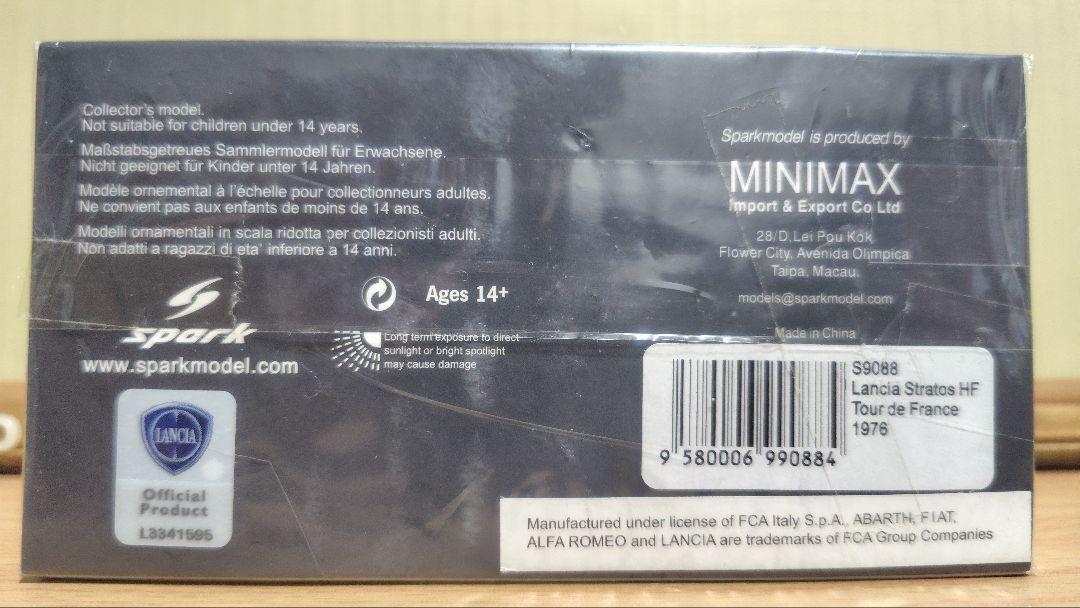 Collector's model.
Not suitable for children under 14 years.
Maßstabsgetreues Sammlermodell für Erwachsene.
Nicht geeignet für Kinder unter 14 Jahren.
Modèle ornemental à l'échelle pour collectionneurs adultes.
Ne convient pas aux enfants de moins de 14 ans.
Modelli ornamentali in scala ridotta per collezionisti adulti.
Non adatti a ragazzi di eta' inferiore a 14 anni.
spark
www.sparkmodel.com
Ages 14+
Long term exposure to direct
sunlight or bright spotlight
may cause damage
LANCIA
Official
Product
L3341595
Sparkmodel is produced by
MINIMAX
Import & Export Co Ltd
28/D,Lei Pou Kok,
Flower City, Avenida Olimpica
Taipa, Macau.
models@sparkmodel.com
Made in China
S9088
Lancia Stratos HF
Tour de France
1976
9 580006 990884
Manufactured under license of FCA Italy S.p.A., ABARTH, FIAT,
ALFA ROMEO and LANCIA are trademarks of FCA Group Companies